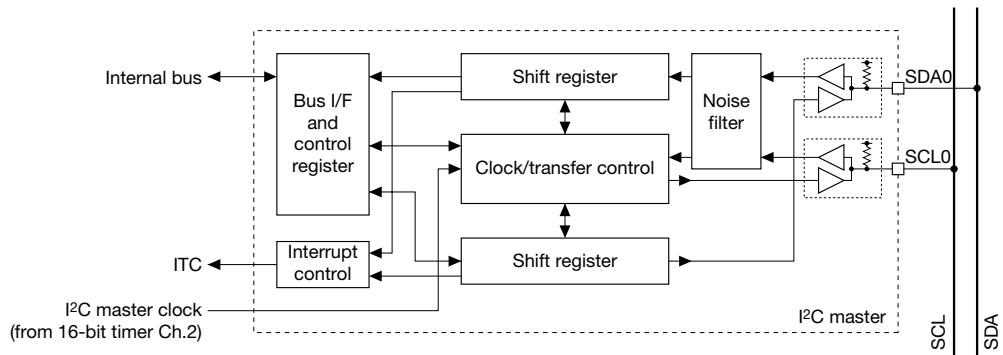 Internal bus
Bus I/F
and
control
register
Shift register
Noise
filter
SDA0
Clock/transfer control
SCL0
Interrupt
control
Shift register
ITC
I2C master clock
(from 16-bit timer Ch.2)
I2C master
SCL
SDA